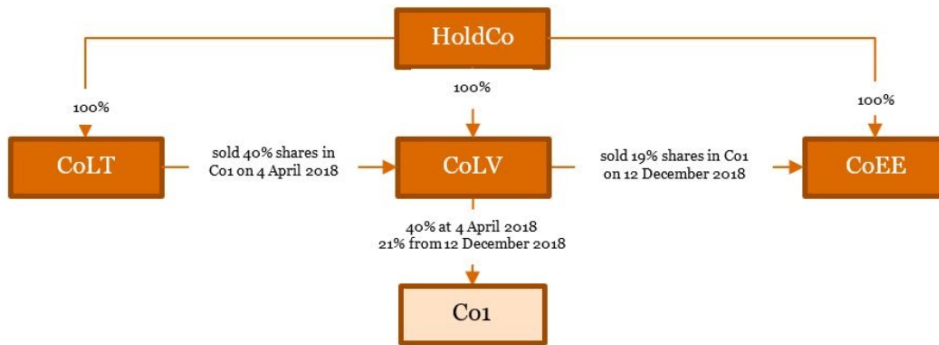 HoldCo
100%
100%
100%
CoLT
sold 40% shares in
Co1 on 4 April 2018
CoLV
sold 19% shares in Co1
on 12 December 2018
CoEE
40% at 4 April 2018
21% from 12 December 2018
Co1